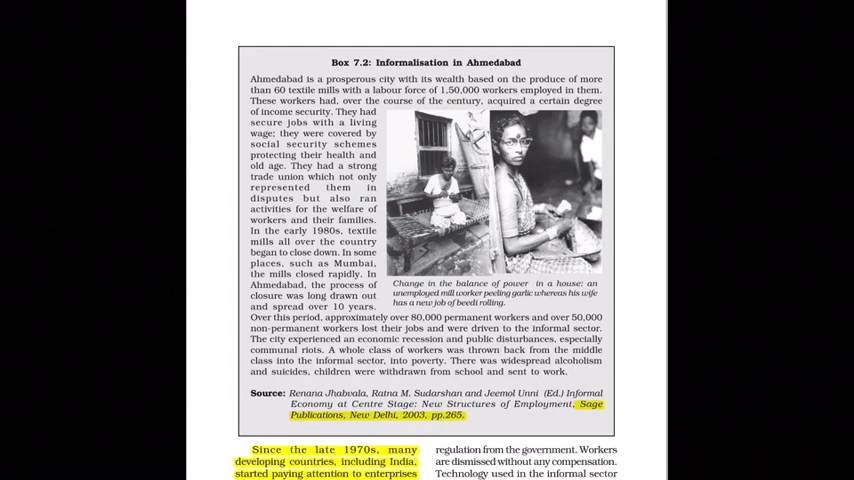 Box 7.2: Informalisation in Ahmedabad
Ahmedabad is a prosperous city with its wealth based on the produce of more
than 60 textile mills with a labour force of 1,50,000 workers employed in them.
These workers had, over the course of the century, acquired a certain degree
of income security. They had
secure jobs with a living
wage; they were covered by
social security schemes
protecting their health and
old age. They had a strong
trade union which not only
represented them in
disputes but also ran
activities for the welfare of
workers and their families.
In the early 1980s, textile
mills all over the country
began to close down. In some
places, such as Mumbai,
the mills closed rapidly. In
Ahmedabad, the process of
closure was long drawn out
and spread over 10 years.
Change in the balance of power in a house: an
unemployed mill worker peeling garlic whereas his wife
has a new job of beedi rolling.
Over this period, approximately over 80,000 permanent workers and over 50,000
non-permanent workers lost their jobs and were driven to the informal sector.
The city experienced an economic recession and public disturbances, especially
communal riots. A whole class of workers was thrown back from the middle
class into the informal sector, into poverty. There was widespread alcoholism
and suicides, children were withdrawn from school and sent to work.
Source: Renana Jhabvala, Ratna M. Sudarshan and Jeemol Unni (Ed.) Informal
Economy at Centre Stage: New Structures of Employment, Sage
Publications, New Delhi, 2003, pp.265.
Since the late 1970s, many
developing countries, including India,
started paying attention to enterprises
regulation from the government. Workers
are dismissed without any compensation.
Technology used in the informal sector